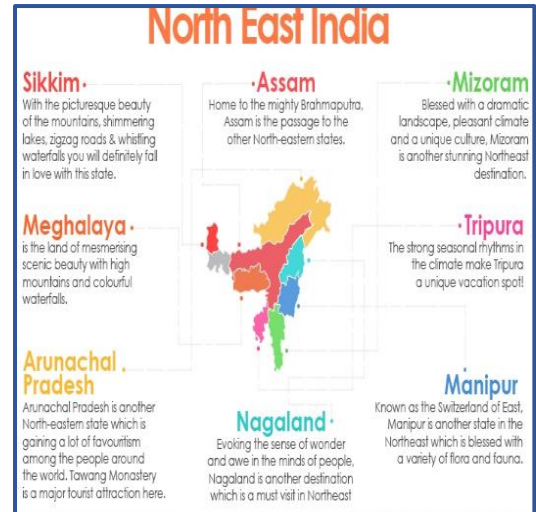 North East India
Sikkim
With the picturesque beauty
of the mountains, shimmering
lakes, zigzag roads & whistling
waterfalls you will definitely fall
in love with this state.
Assam
Home to the mighty Brahmaputra,
Assam is the passage to the
other North-eastern states.
Mizoram
Blessed with a dramatic
landscape, pleasant climate
and a unique culture, Mizoram
is another stunning Northeast
destination.
Meghalaya
is the land of mesmerising
scenic beauty with high
mountains and colourful
waterfalls.
Tripura
The strong seasonal rhythms in
the climate make Tripura
a unique vacation spot!
Arunachal
Pradesh
Arunachal Pradesh is another
North-eastern state which is
gaining a lot of favouritism
among the people around
the world. Tawang Monastery
is a major tourist attraction here.
Nagaland
Evoking the sense of wonder
and awe in the minds of people,
Nagaland is another destination
which is a must visit in Northeast
Manipur
Known as the Switzerland of East,
Manipur is another state in the
Northeast which is blessed with
a variety of flora and fauna.